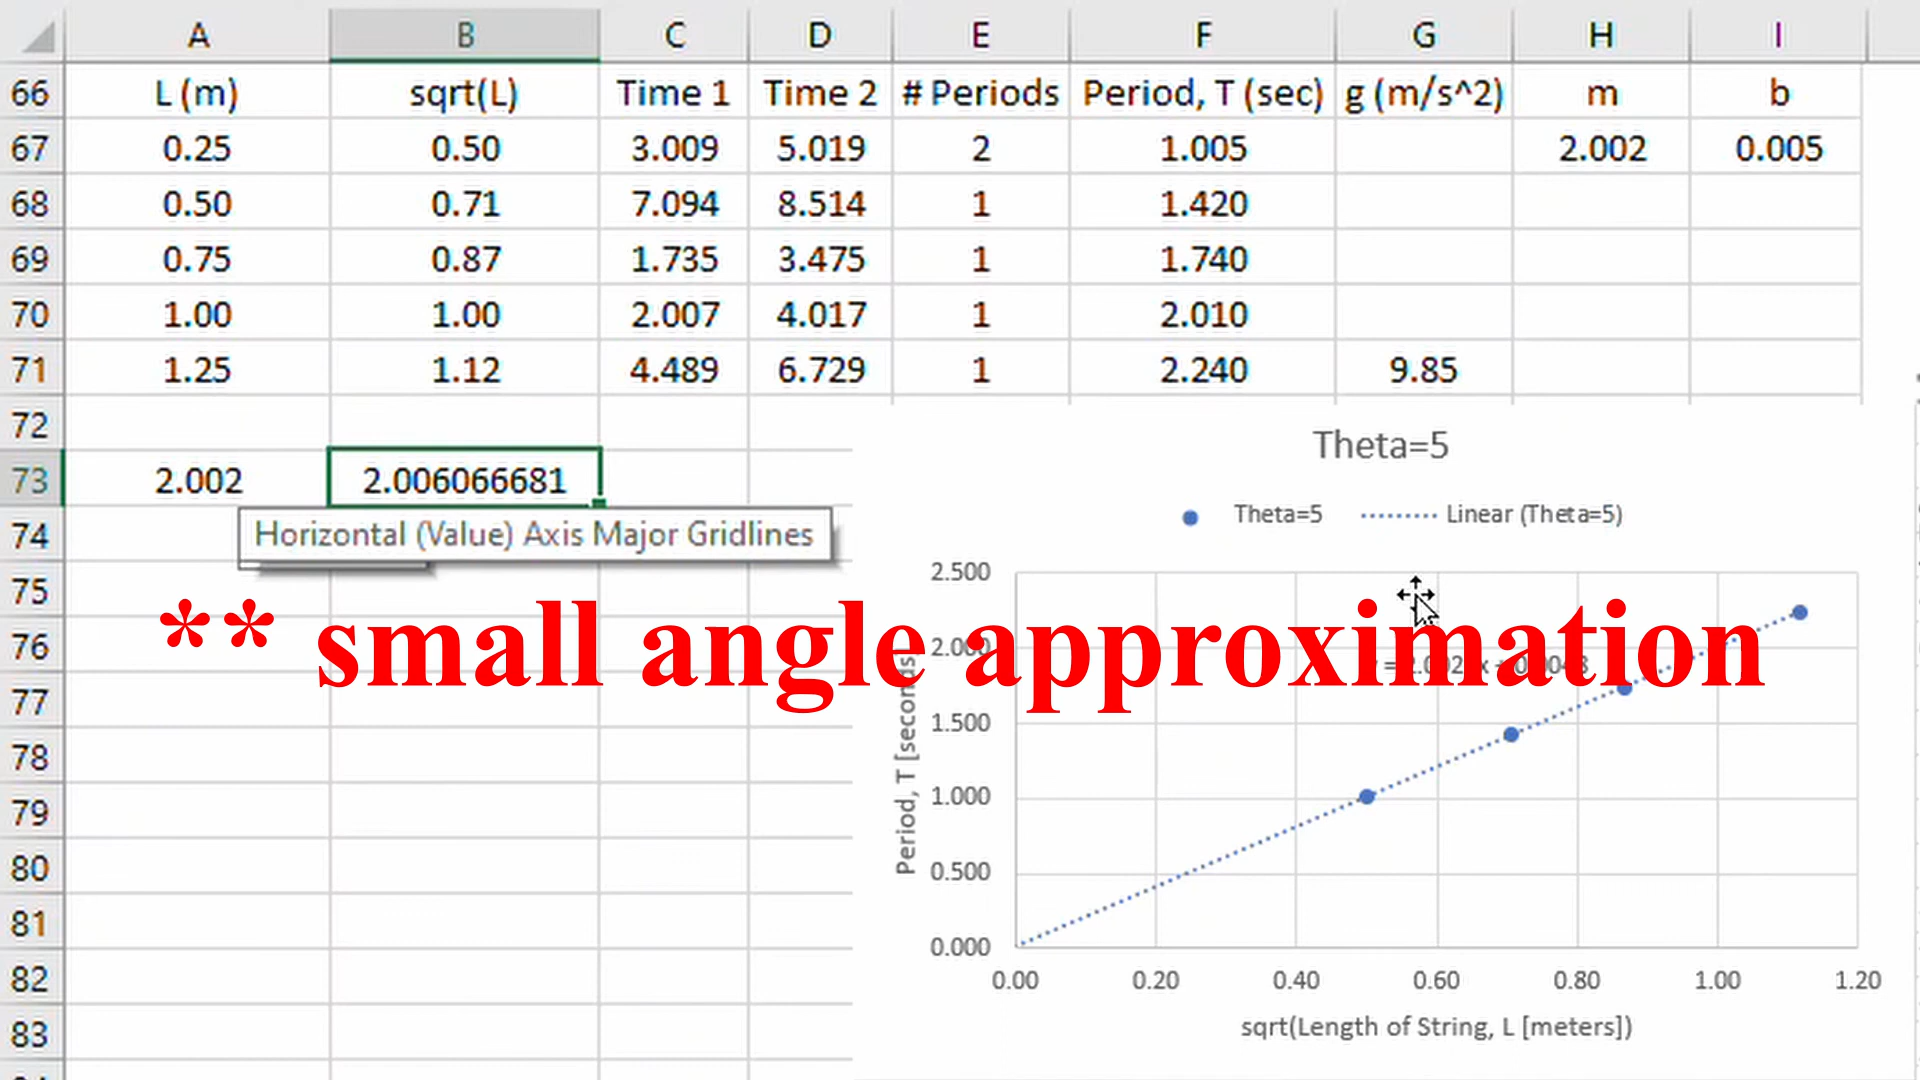 A B C D E F G H I
66 L (m) sqrt(L) Time 1 Time 2 # Periods Period, T (sec) g (m/s^2) m b
67 0.25 0.50 3.009 5.019 2 1.005 2.002 0.005
68 0.50 0.71 7.094 8.514 1 1.420
69 0.75 0.87 1.735 3.475 1 1.740
70 1.00 1.00 2.007 4.017 1 2.010
71 1.25 1.12 4.489 6.729 1 2.240 9.85
72
73 2.002 2.006066681
74
75
76
77
78
79
80
81
82
83
Horizontal (Value) Axis Major Gridlines
** small angle approximation
Theta=5
Theta=5 Linear (Theta=5)
2.500
2.000
1.500
1.000
0.500
0.000
Period, T [seconds]
0.00 0.20 0.40 0.60 0.80 1.00 1.20
sqrt(Length of String, L [meters])